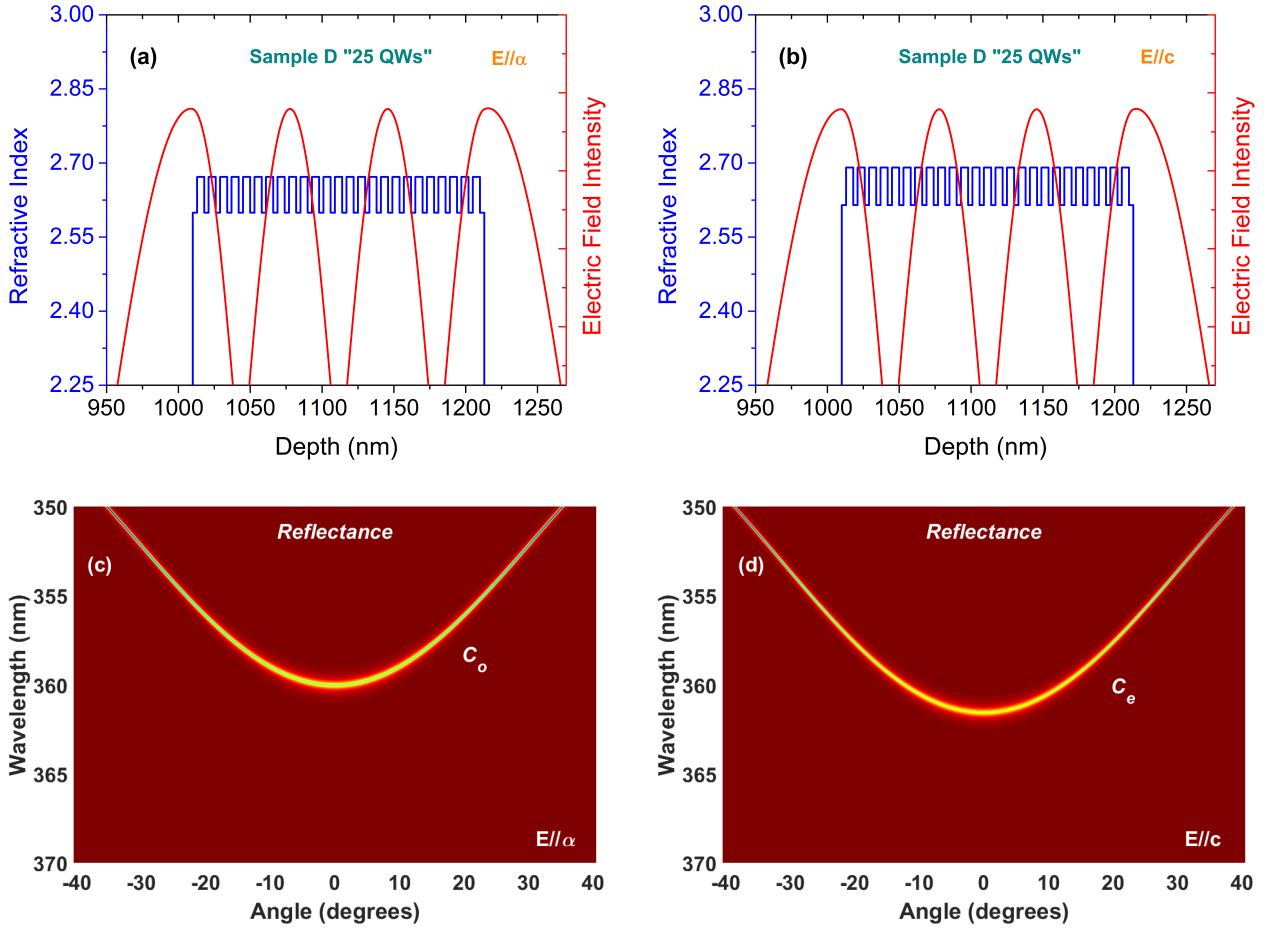 (a)
Sample D "25 QWs"
E//α
3.00
2.85
2.70
2.55
2.40
2.25
Refractive Index
Electric Field Intensity
950 1000 1050 1100 1150 1200 1250
Depth (nm)
(b)
Sample D "25 QWs"
E//c
3.00
2.85
2.70
2.55
2.40
2.25
Refractive Index
Electric Field Intensity
950 1000 1050 1100 1150 1200 1250
Depth (nm)
Reflectance
(c)
C_o
E//α
350
355
360
365
370
Wavelength (nm)
-40 -30 -20 -10 0 10 20 30 40
Angle (degrees)
Reflectance
(d)
C_e
E//c
350
355
360
365
370
Wavelength (nm)
-40 -30 -20 -10 0 10 20 30 40
Angle (degrees)